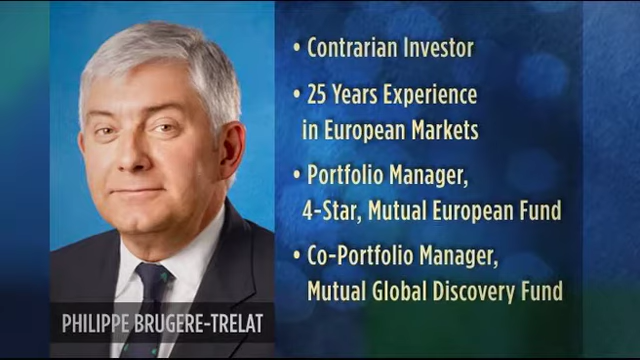 • Contrarian Investor
• 25 Years Experience
in European Markets
• Portfolio Manager,
4-Star, Mutual European Fund
• Co-Portfolio Manager,
Mutual Global Discovery Fund
PHILIPPE BRUGERE-TRELAT